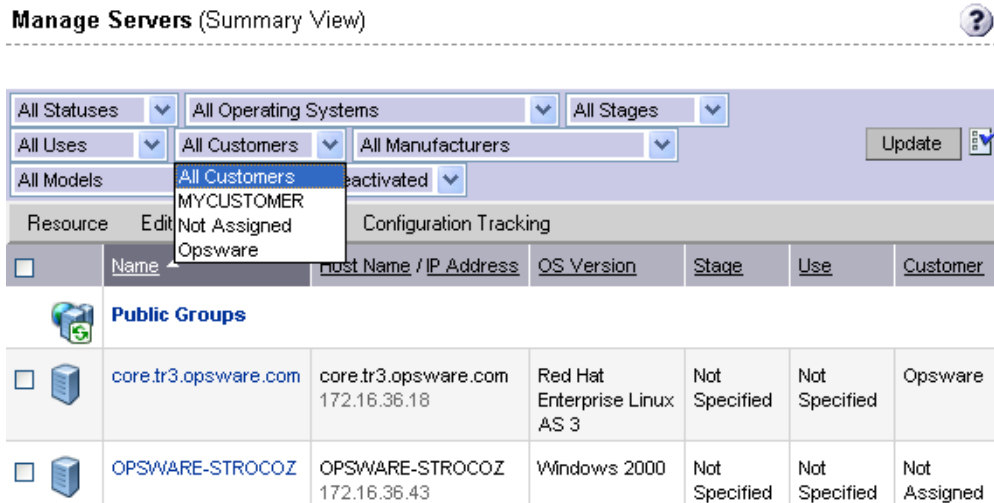 Manage Servers (Summary View)
?
All Statuses All Operating Systems All Stages
All Uses All Customers All Manufacturers Update
All Models eactivated
All Customers
MYCUSTOMER
Not Assigned
Opsware
Resource Edit Configuration Tracking
Name Host Name / IP Address OS Version Stage Use Customer
Public Groups
core.tr3.opsware.com core.tr3.opsware.com Red Hat Not Not Opsware
172.16.36.18 Enterprise Linux Specified Specified
AS 3
OPSWARE-STROCOZ OPSWARE-STROCOZ Windows 2000 Not Not Not
172.16.36.43 Specified Specified Assigned